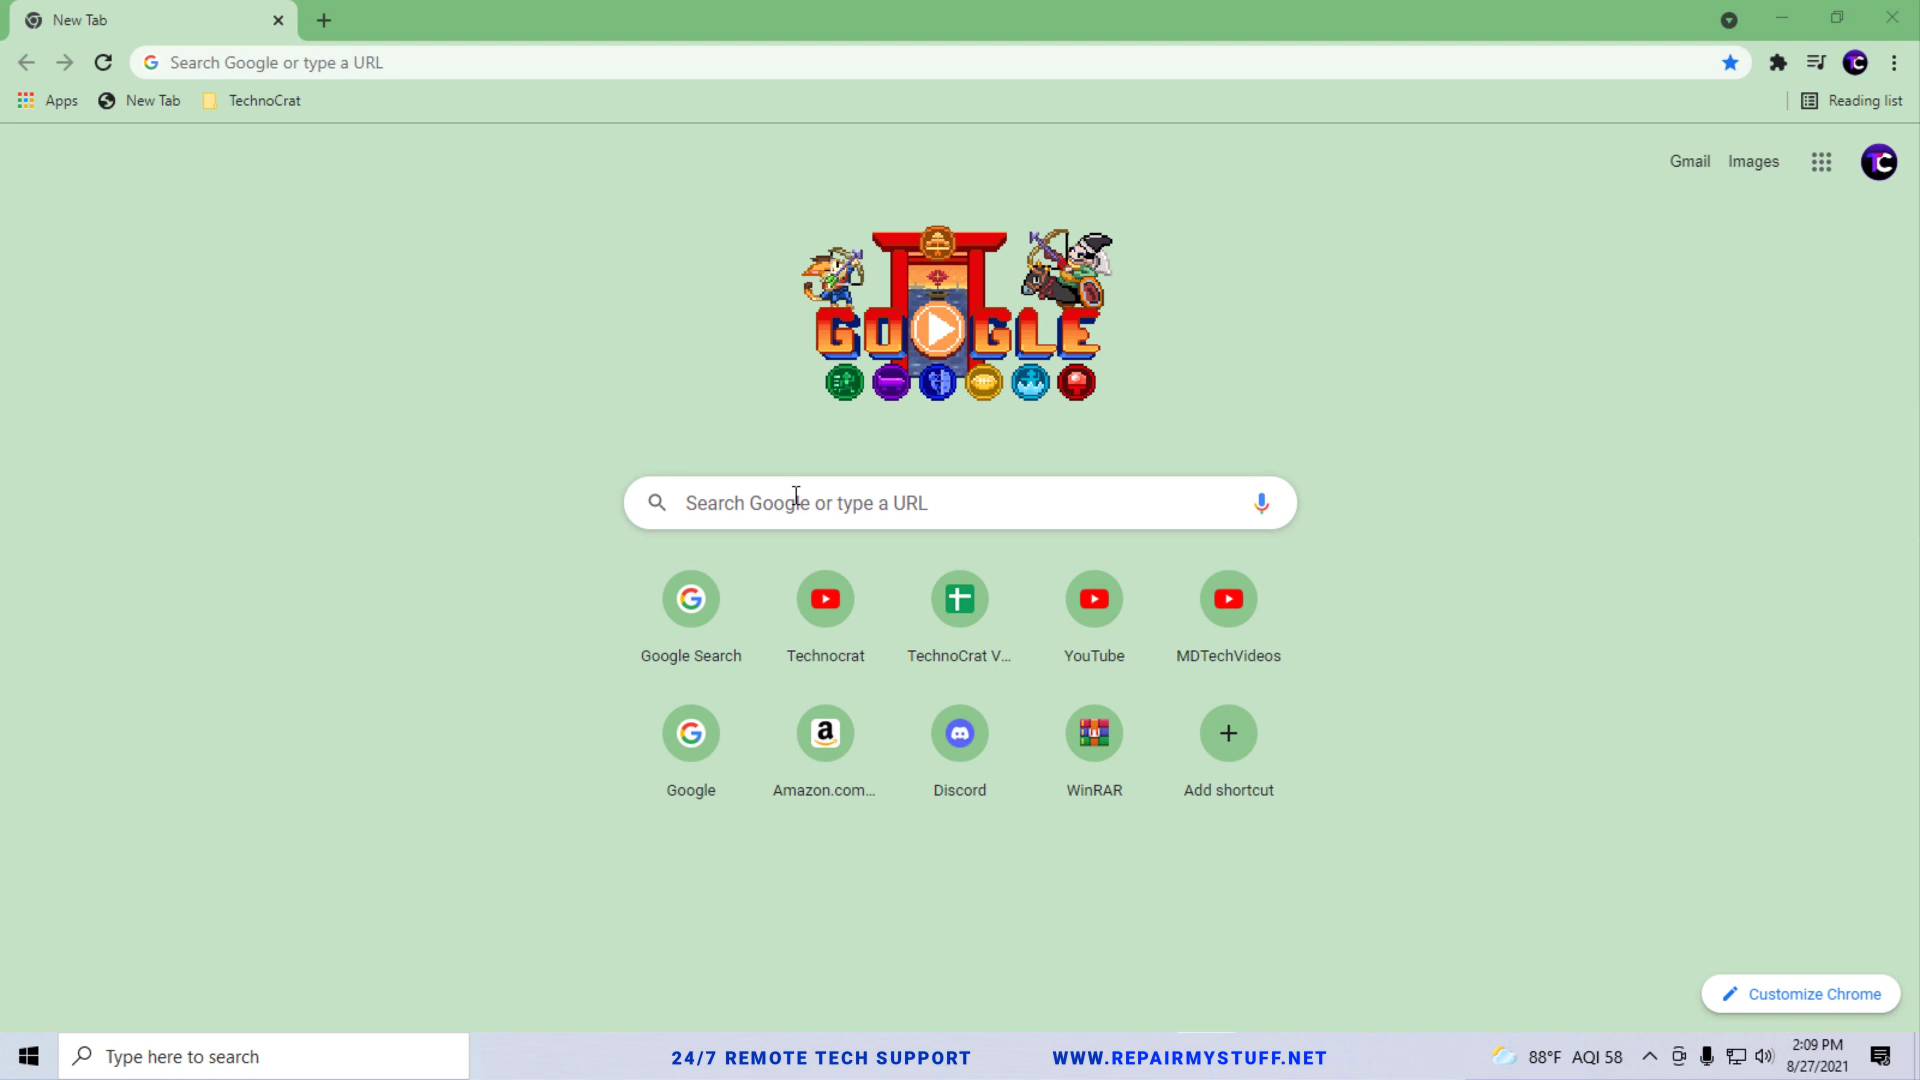 New Tab
Search Google or type a URL
Apps New Tab TechnoCrat Reading list
Gmail Images TC
GOOGLE
Search Google or type a URL
Google Search Technocrat TechnoCrat V... YouTube MDTechVideos
Google Amazon.com... Discord WinRAR Add shortcut
Customize Chrome
Type here to search 24/7 REMOTE TECH SUPPORT WWW.REPAIRMYSTUFF.NET 88°F AQI 58 2:09 PM
8/27/2021